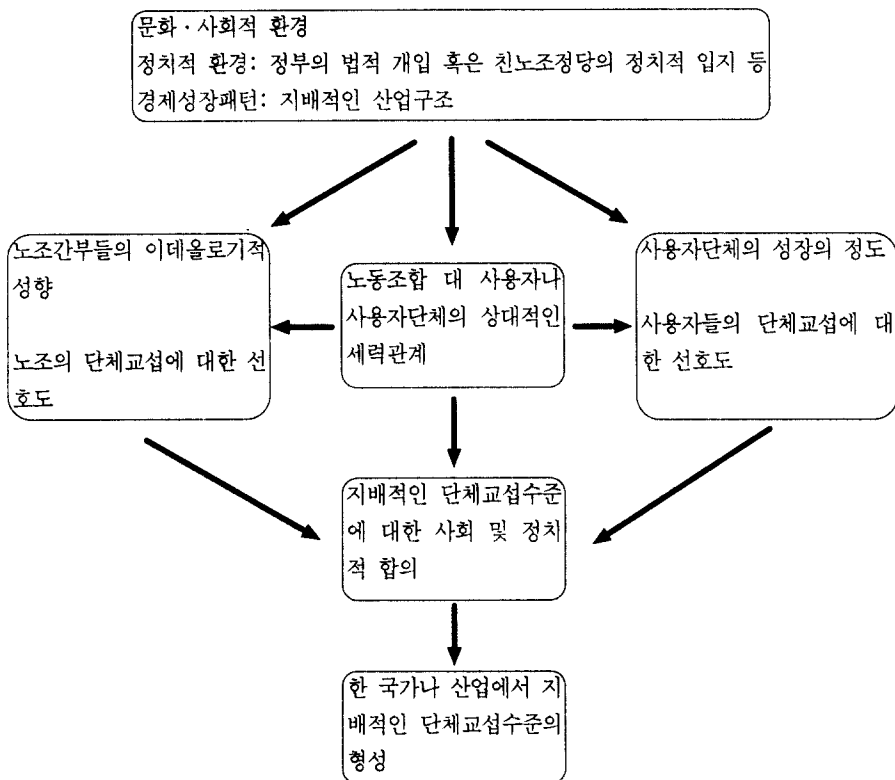 문화·사회적 환경
정치적 환경: 정부의 법적 개입 혹은 친노조정당의 정치적 입지 등
경제성장패턴: 지배적인 산업구조
노조간부들의 이데올로기적
성향
노조의 단체교섭에 대한 선
호도
노동조합 대 사용자나
사용자단체의 상대적인
세력관계
사용자단체의 성장의 정도
사용자들의 단체교섭에 대
한 선호도
지배적인 단체교섭수준
에 대한 사회 및 정치
적 합의
한 국가나 산업에서 지
배적인 단체교섭수준의
형성